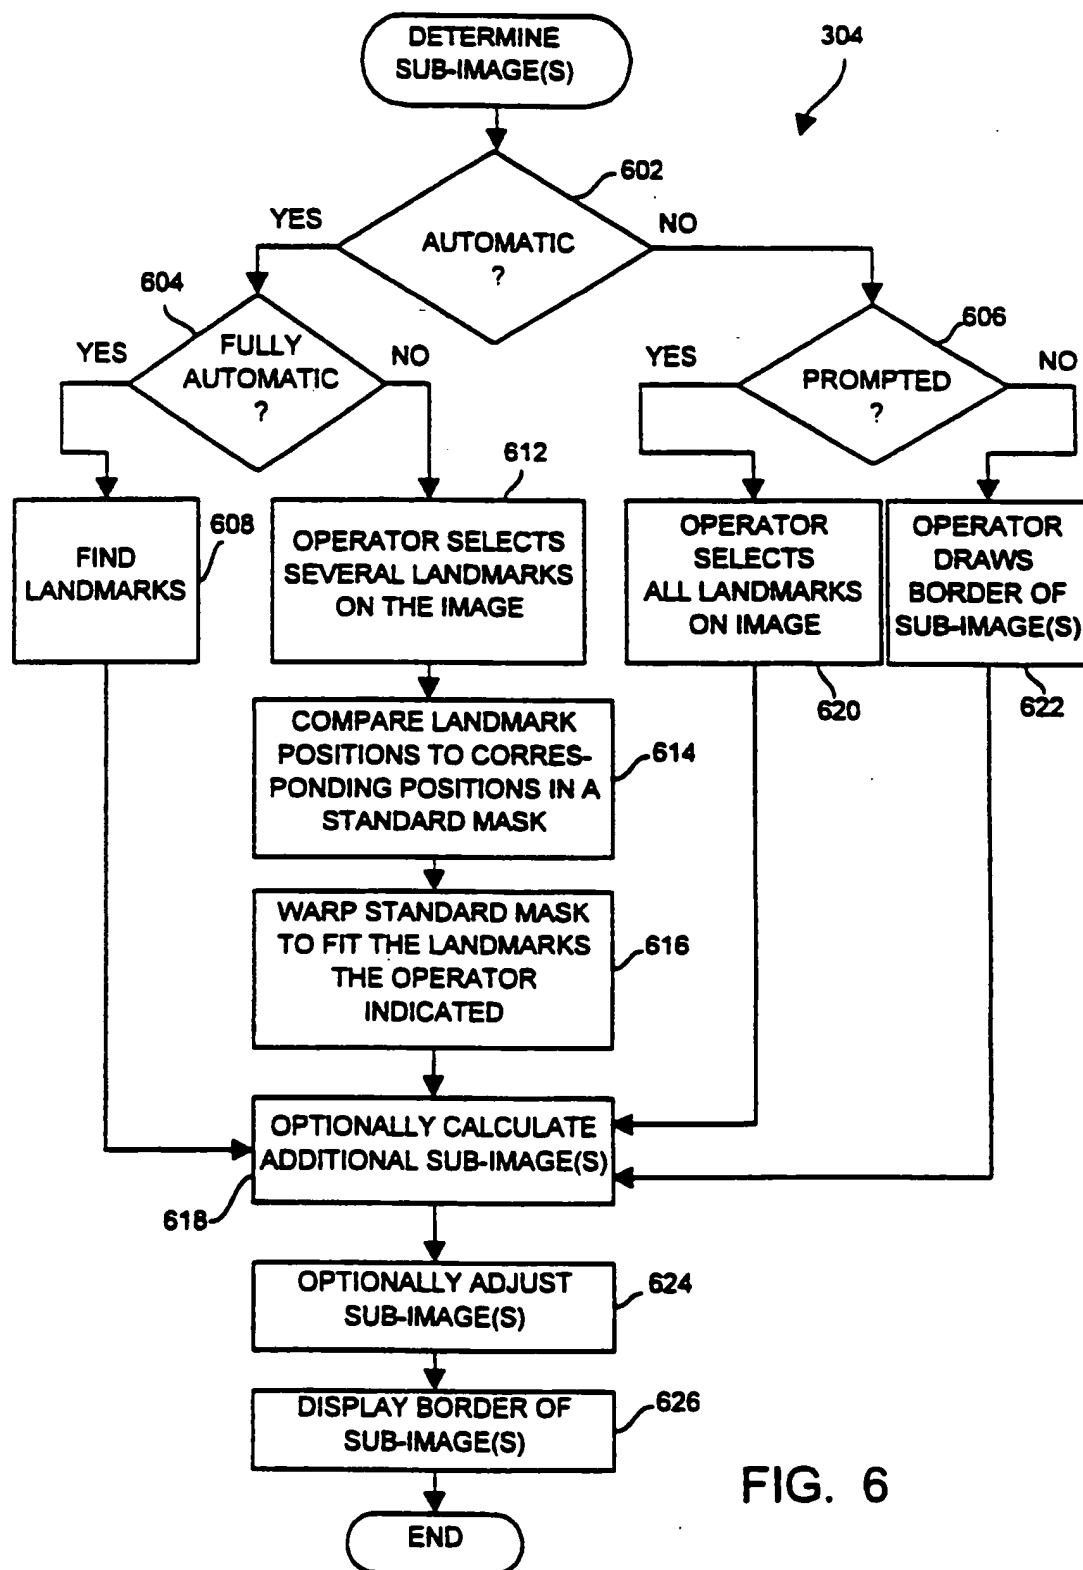 DETERMINE
SUB-IMAGE(S)
304
602
YES
NO
AUTOMATIC
?
604
606
YES
FULLY
AUTOMATIC
?
NO
YES
PROMPTED
?
NO
612
608
FIND
LANDMARKS
OPERATOR SELECTS
SEVERAL LANDMARKS
ON THE IMAGE
OPERATOR
SELECTS
ALL LANDMARKS
ON IMAGE
OPERATOR
DRAWS
BORDER OF
SUB-IMAGE(S)
620
622
COMPARE LANDMARK
POSITIONS TO CORRES-
PONDING POSITIONS IN A
STANDARD MASK
614
WARP STANDARD MASK
TO FIT THE LANDMARKS
THE OPERATOR
INDICATED
616
OPTIONALLY CALCULATE
ADDITIONAL SUB-IMAGE(S)
618
OPTIONALLY ADJUST
SUB-IMAGE(S)
624
DISPLAY BORDER OF
SUB-IMAGE(S)
626
END
FIG. 6